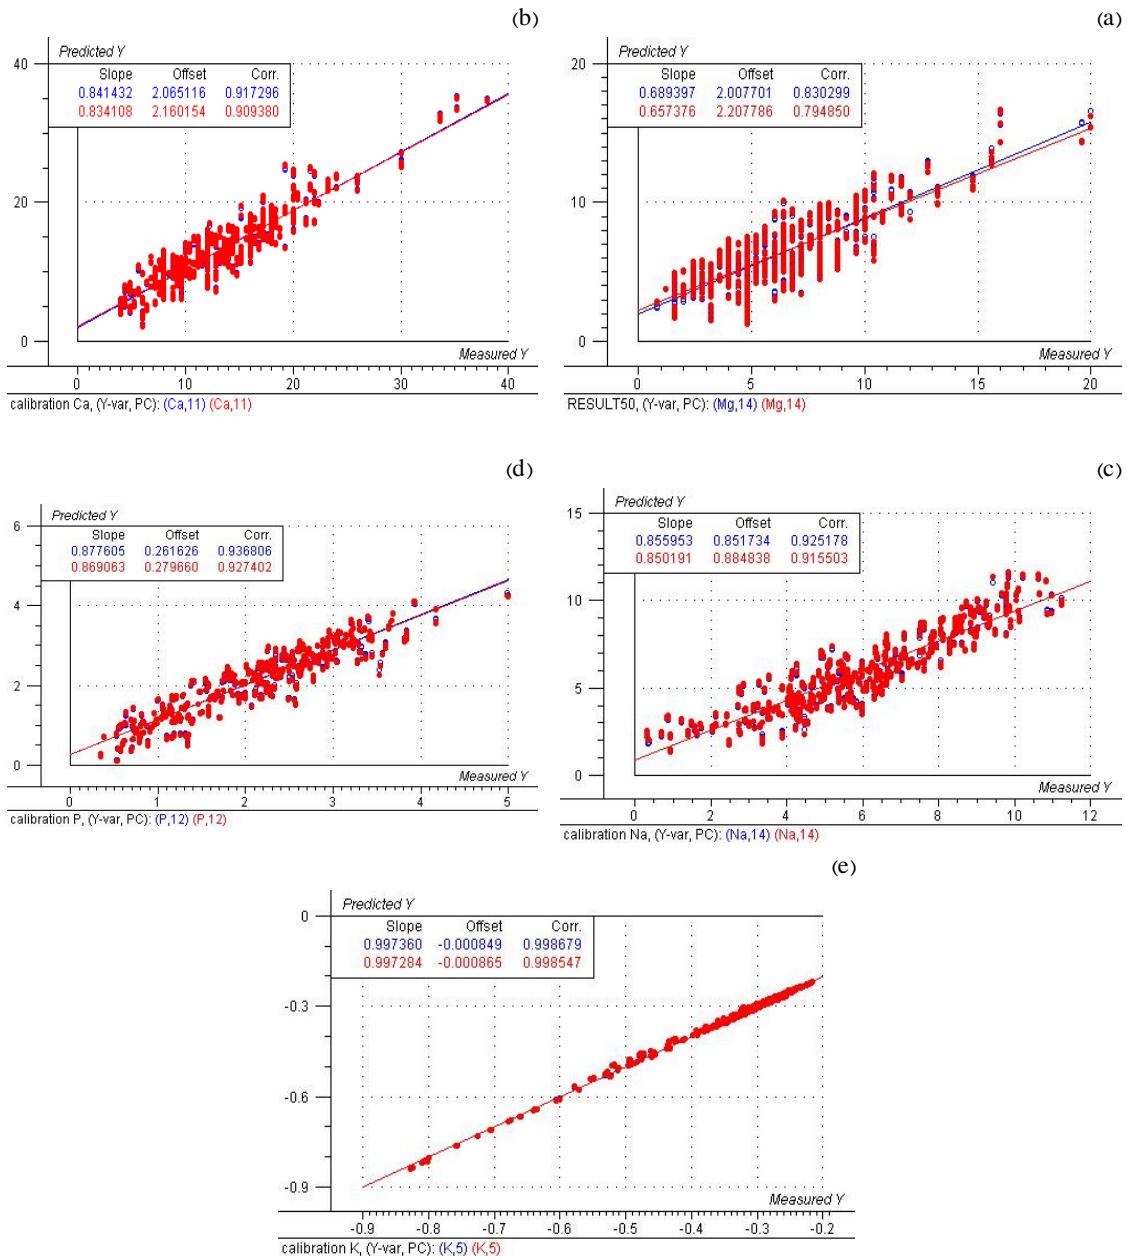 (b)
Predicted Y
Slope Offset Corr.
0.841432 2.065116 0.917296
0.834108 2.160154 0.909380
40
20
0
Measured Y
0 10 20 30 40
calibration Ca, (Y-var, PC): (Ca,11) (Ca,11)
(a)
Predicted Y
Slope Offset Corr.
0.689397 2.007701 0.830299
0.657376 2.207786 0.794850
20
10
0
Measured Y
0 5 10 15 20
RESULT50, (Y-var, PC): (Mg,14) (Mg,14)
(d)
Predicted Y
Slope Offset Corr.
0.877605 0.261626 0.936806
0.869063 0.279660 0.927402
6
4
2
0
Measured Y
0 1 2 3 4 5
calibration P, (Y-var, PC): (P,12) (P,12)
(c)
Predicted Y
Slope Offset Corr.
0.855953 0.851734 0.925178
0.850191 0.884838 0.915503
15
10
5
0
Measured Y
0 2 4 6 8 10 12
calibration Na, (Y-var, PC): (Na,14) (Na,14)
(e)
Predicted Y
Slope Offset Corr.
0.997360 -0.000849 0.998679
0.997284 -0.000865 0.998547
0
-0.3
-0.6
-0.9
Measured Y
-0.9 -0.8 -0.7 -0.6 -0.5 -0.4 -0.3 -0.2
calibration K, (Y-var, PC): (K,5) (K,5)